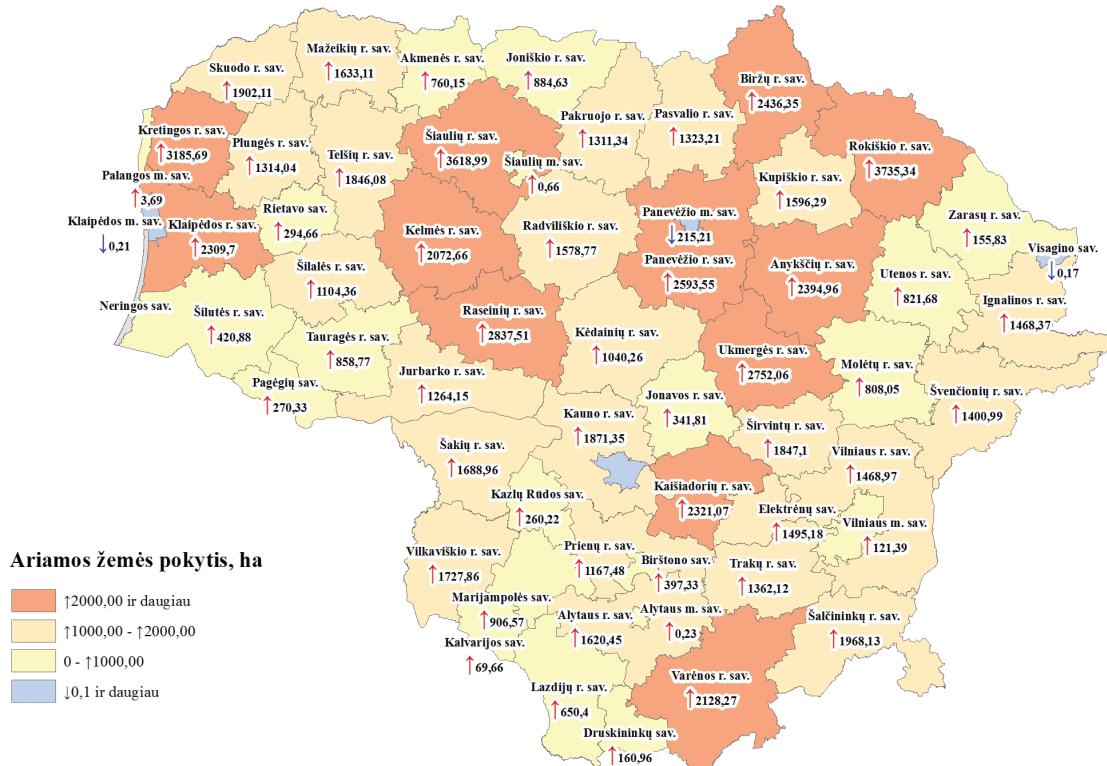 Mažeikių r. sav.
↑1633,11
Akmenės r. sav.
↑760,15
Joniškio r. sav.
↑884,63
Skuodo r. sav.
↑1902,11
Biržų r. sav.
↑2436,35
Kretingos r. sav.
↑3185,69
Plungės r. sav.
↑1314,04
Telšių r. sav.
↑1846,08
Šiaulių r. sav.
↑3618,99
Šiaulių m. sav.
↑0,66
Pakruojo r. sav.
↑1311,34
Pasvalio r. sav.
↑1323,21
Rokiškio r. sav.
↑3735,34
Kupiškio r. sav.
↑1596,29
Palangos m. sav.
↑3,69
Klaipėdos m. sav.
↓0,21
Klaipėdos r. sav.
↑2309,7
Rietavo sav.
↑294,66
Kelmės r. sav.
↑2072,66
Radviliškio r. sav.
↑1578,77
Panevėžio m. sav.
↓215,21
Panevėžio r. sav.
↑2593,55
Anykščių r. sav.
↑2394,96
Zarasų r. sav.
↑155,83
Visagino sav.
↓0,17
Utenos r. sav.
↑821,68
Ignalinos r. sav.
↑1468,37
Šilalės r. sav.
↑1104,36
Neringos sav.
Šilutės r. sav.
↑420,88
Raseinių r. sav.
↑2837,51
Tauragės r. sav.
↑858,77
Kėdainių r. sav.
↑1040,26
Ukmergės r. sav.
↑2752,06
Molėtų r. sav.
↑808,05
Pagėgių sav.
↑270,33
Jurbarko r. sav.
↑1264,15
Jonavos r. sav.
↑341,81
Švenčionių r. sav.
↑1400,99
Kauno r. sav.
↑1871,35
Širvintų r. sav.
↑1847,1
Šakių r. sav.
↑1688,96
Vilniaus r. sav.
↑1468,97
Kaišiadorių r. sav.
↑2321,07
Kazlų Rūdos sav.
↑260,22
Elektrėnų sav.
↑1495,18
Vilniaus m. sav.
↑121,39
Vilkaviškio r. sav.
↑1727,86
Prienų r. sav.
↑1167,48
Birštono sav.
↑397,33
Trakų r. sav.
↑1362,12
Marijampolės sav.
↑906,57
Alytaus r. sav.
↑1620,45
Alytaus m. sav.
↑0,23
Šalčininkų r. sav.
↑1968,13
Kalvarijos sav.
↑69,66
Lazdijų r. sav.
↑650,4
Varėnos r. sav.
↑2128,27
Druskininkų sav.
↑160,96
Ariamos žemės pokytis, ha
↑2000,00 ir daugiau
↑1000,00 - ↑2000,00
0 - ↑1000,00
↓0,1 ir daugiau